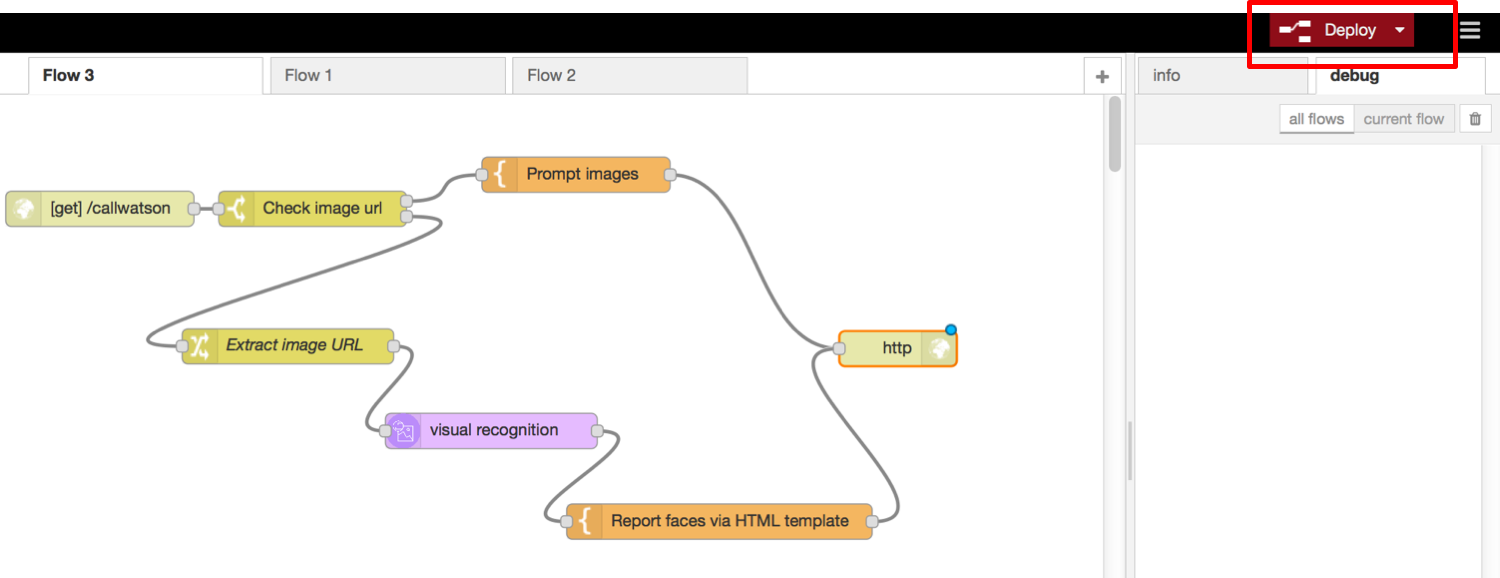 Deploy
Flow 3
Flow 1
Flow 2
info
debug
all flows
current flow
Prompt images
[get] /callwatson
Check image url
Extract image URL
http
visual recognition
Report faces via HTML template